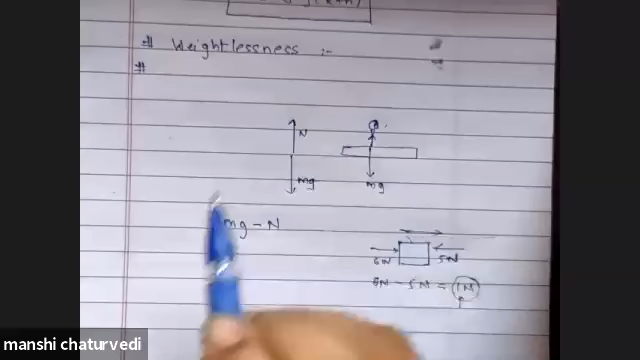 # Weightlessness :-
#
N
mg
mg
mg - N
6N
5N
6N - 5N = 1N
manshi chaturvedi